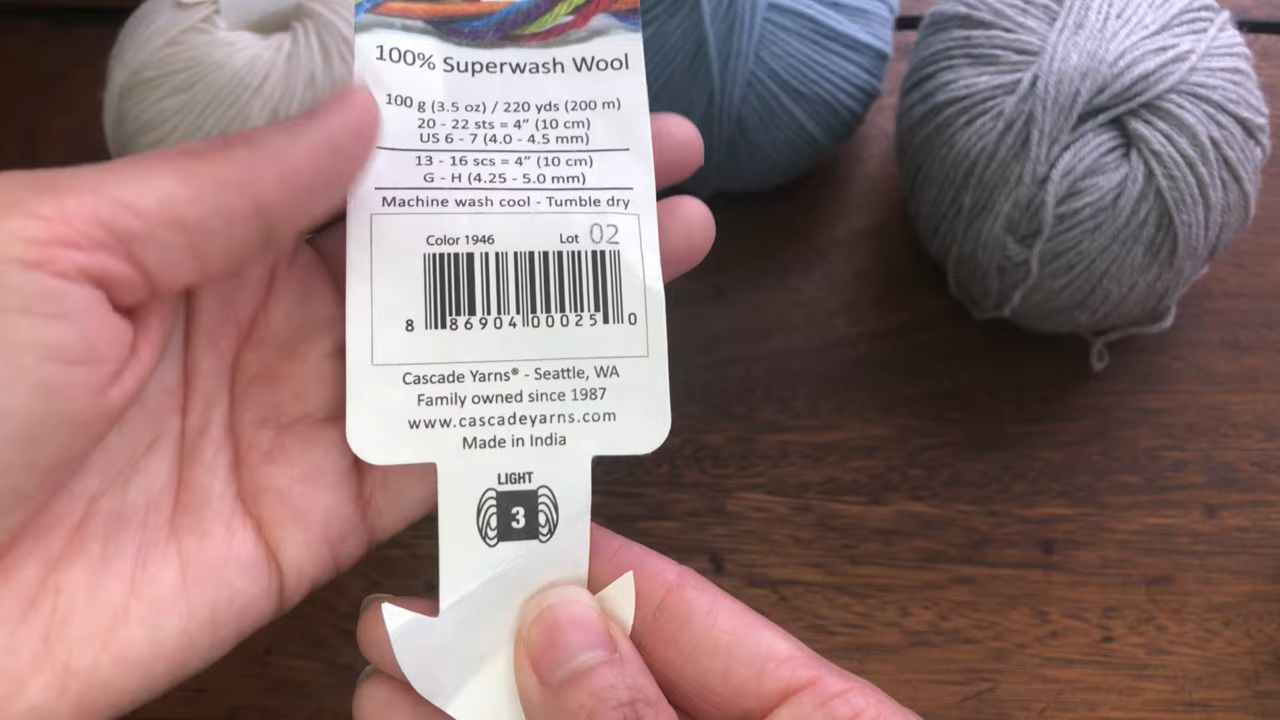 100% Superwash Wool
100 g (3.5 oz) / 220 yds (200 m)
20 - 22 sts = 4” (10 cm)
US 6 - 7 (4.0 - 4.5 mm)
13 - 16 scs = 4” (10 cm)
G - H (4.25 - 5.0 mm)
Machine wash cool - Tumble dry
Color 1946 Lot 02
8 86904 00025 0
Cascade Yarns® - Seattle, WA
Family owned since 1987
www.cascadeyarns.com
Made in India
LIGHT
3